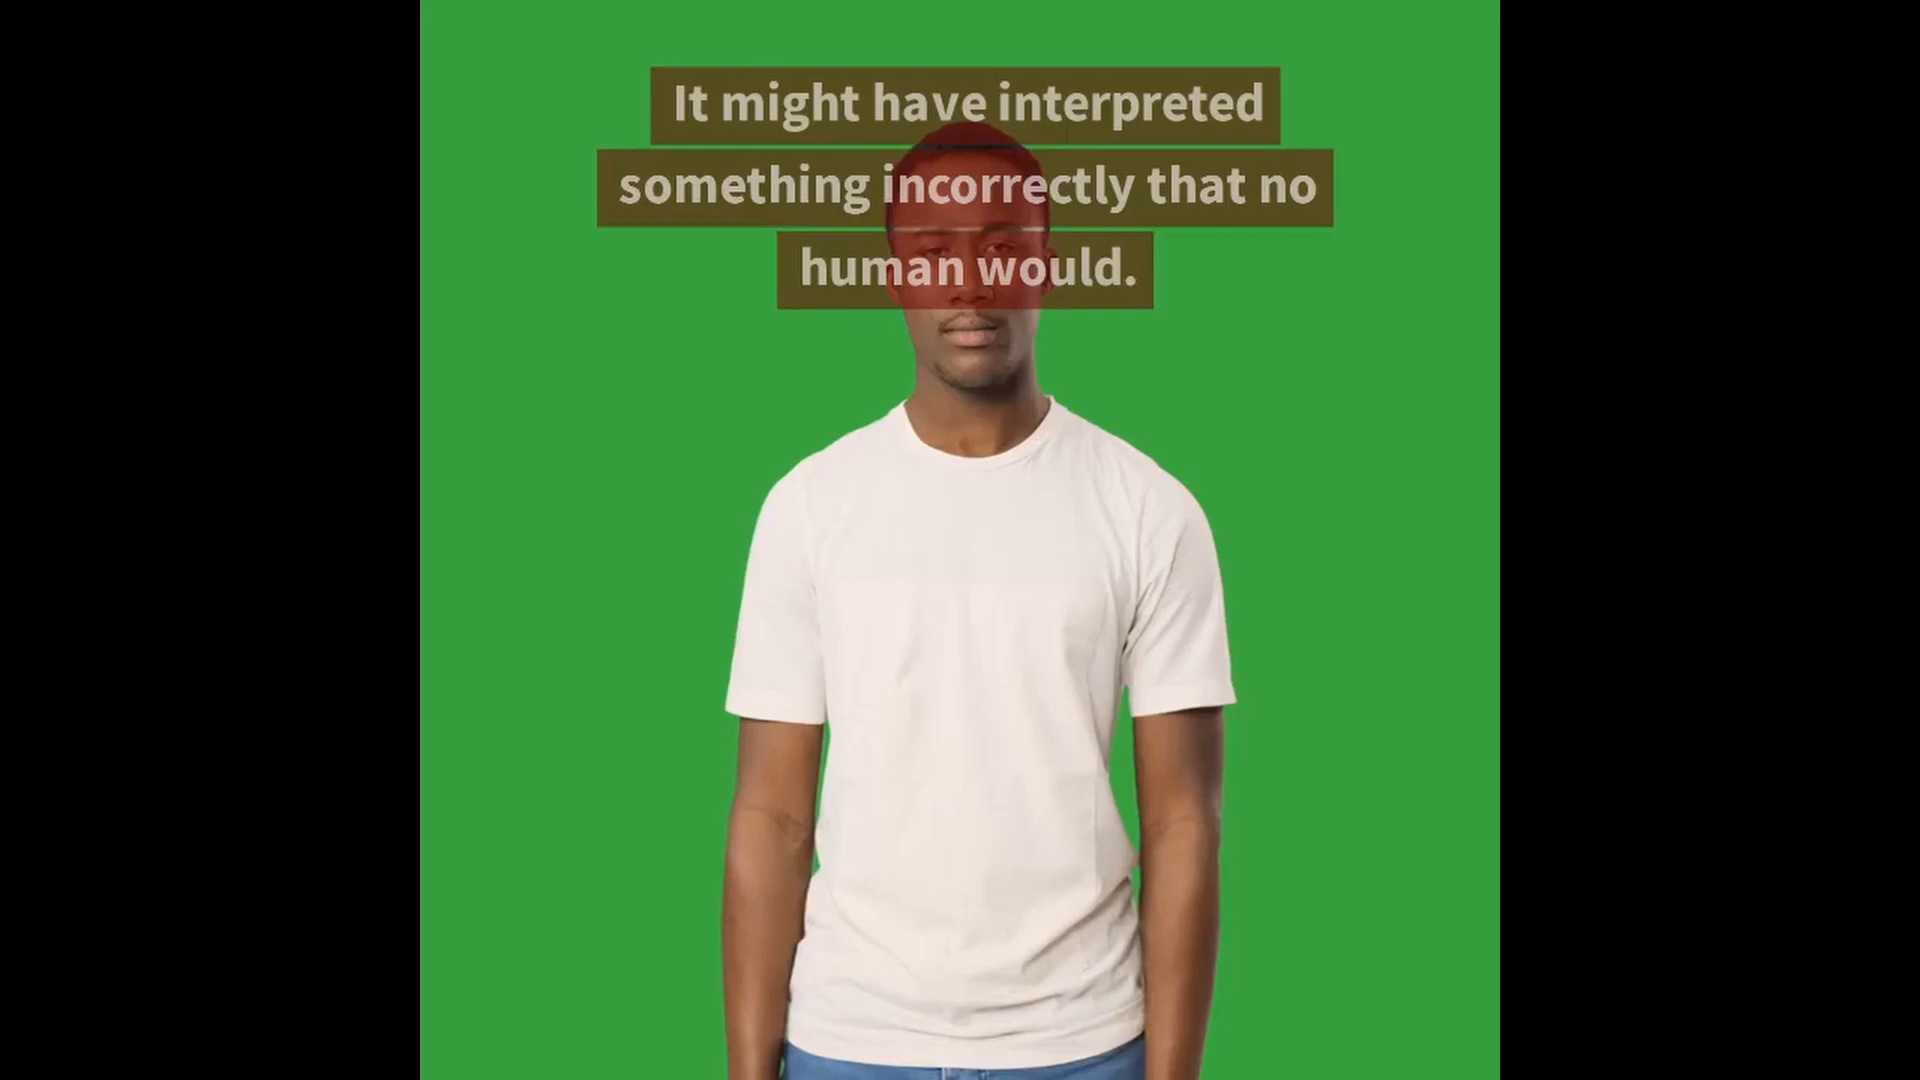 It might have interpreted
something incorrectly that no
human would.